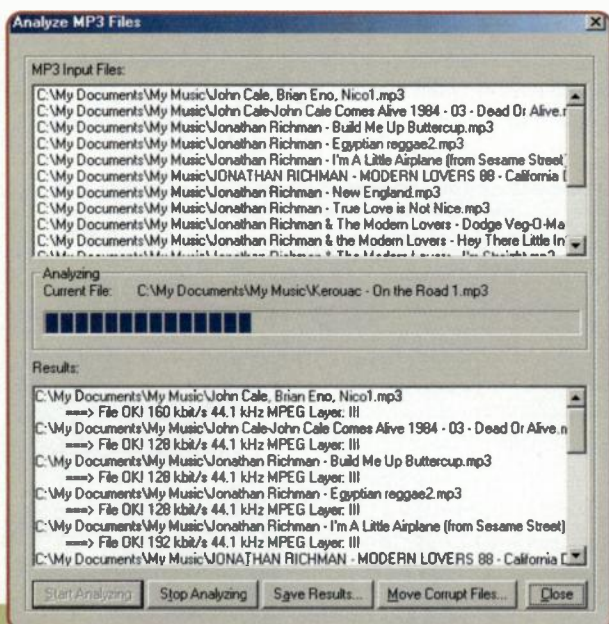 Analyze MP3 Files
MP3 Input Files:
C:\My Documents\My Music\John Cale, Brian Eno, Nico1.mp3
C:\My Documents\My Music\John Cale-John Cale Comes Alive 1984 - 03 - Dead Or Alive.r
C:\My Documents\My Music\Jonathan Richman - Build Me Up Buttercup.mp3
C:\My Documents\My Music\Jonathan Richman - Egyptian reggae2.mp3
C:\My Documents\My Music\Jonathan Richman - I'm A Little Airplane (from Sesame Street)
C:\My Documents\My Music\JONATHAN RICHMAN - MODERN LOVERS 88 - California
C:\My Documents\My Music\Jonathan Richman - New England.mp3
C:\My Documents\My Music\Jonathan Richman - True Love is Not Nice.mp3
C:\My Documents\My Music\Jonathan Richman & The Modern Lovers - Dodge Veg-O-Ma
C:\My Documents\My Music\Jonathan Richman & the Modern Lovers - Hey There Little In
C:\My Documents\My Music\Jonathan Richman & The Modern Lovers - I'm Straight.mp3
Analyzing
Current File: C:\My Documents\My Music\Kerouac - On the Road 1.mp3
Results:
C:\My Documents\My Music\John Cale, Brian Eno, Nico1.mp3
===> File OK! 160 kbit/s 44.1 kHz MPEG Layer: III
C:\My Documents\My Music\John Cale-John Cale Comes Alive 1984 - 03 - Dead Or Alive.n
===> File OK! 128 kbit/s 44.1 kHz MPEG Layer: III
C:\My Documents\My Music\Jonathan Richman - Build Me Up Buttercup.mp3
===> File OK! 128 kbit/s 44.1 kHz MPEG Layer: III
C:\My Documents\My Music\Jonathan Richman - Egyptian reggae2.mp3
===> File OK! 128 kbit/s 44.1 kHz MPEG Layer: III
C:\My Documents\My Music\Jonathan Richman - I'm A Little Airplane (from Sesame Street)
===> File OK! 192 kbit/s 44.1 kHz MPEG Layer: III
C:\My Documents\My Music\JONATHAN RICHMAN - MODERN LOVERS 88 - California
Start Analyzing Stop Analyzing Save Results... Move Corrupt Files... Close